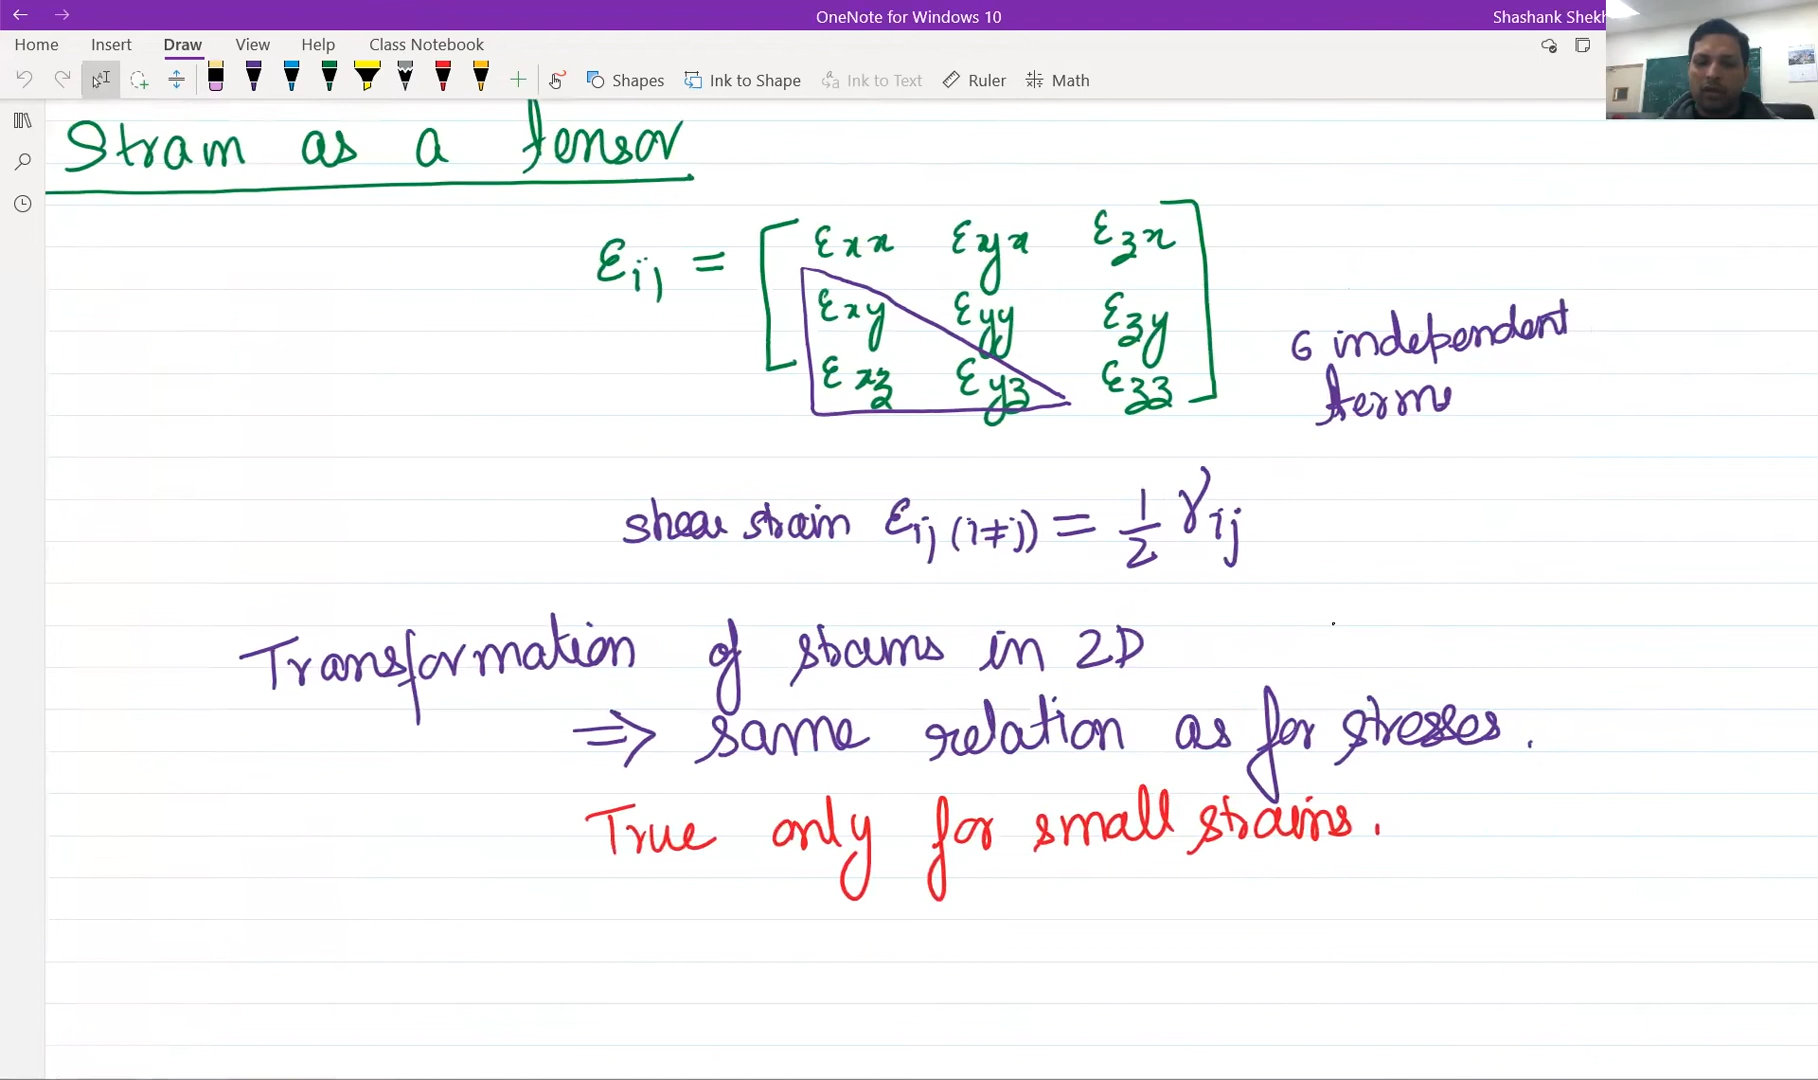 OneNote for Windows 10
Shashank Shekh
Home Insert Draw View Help Class Notebook
Shapes Ink to Shape Ink to Text Ruler Math
Strain as a tensor
εij = [ εxx εyx εzx
εxy εyy εzy
εxz εyz εzz ]
6 independent
terms
shear strain εij (i≠j) = 1/2 γij
Transformation of strains in 2D
⇒ same relation as for stresses.
True only for small strains.